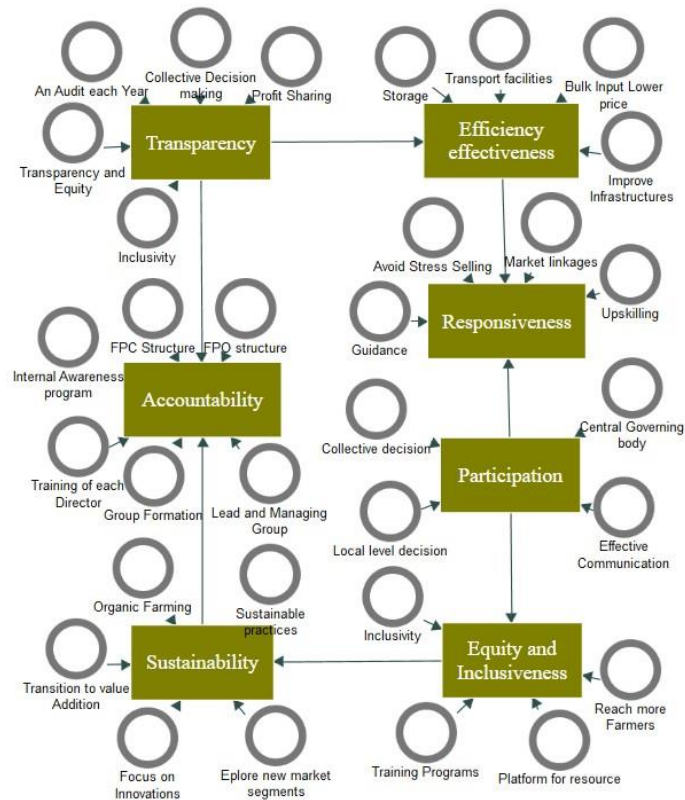 An Audit each Year
Collective Decision
making
Profit Sharing
Storage
Transport facilities
Bulk Input Lower
price
Transparency
Efficiency
effectiveness
Transparency and
Equity
Improve
Infrastructures
Inclusivity
Avoid Stress Selling
Market linkages
Guidance
Responsiveness
Upskilling
FPC Structure
FPO structure
Internal Awareness
program
Accountability
Training of each
Director
Group Formation
Lead and Managing
Group
Collective decision
Central Governing
body
Participation
Local level decision
Effective
Communication
Organic Farming
Sustainable
practices
Inclusivity
Sustainability
Equity and
Inclusiveness
Transition to value
Addition
Reach more
Farmers
Focus on
Innovations
Eplore new market
segments
Training Programs
Platform for resource